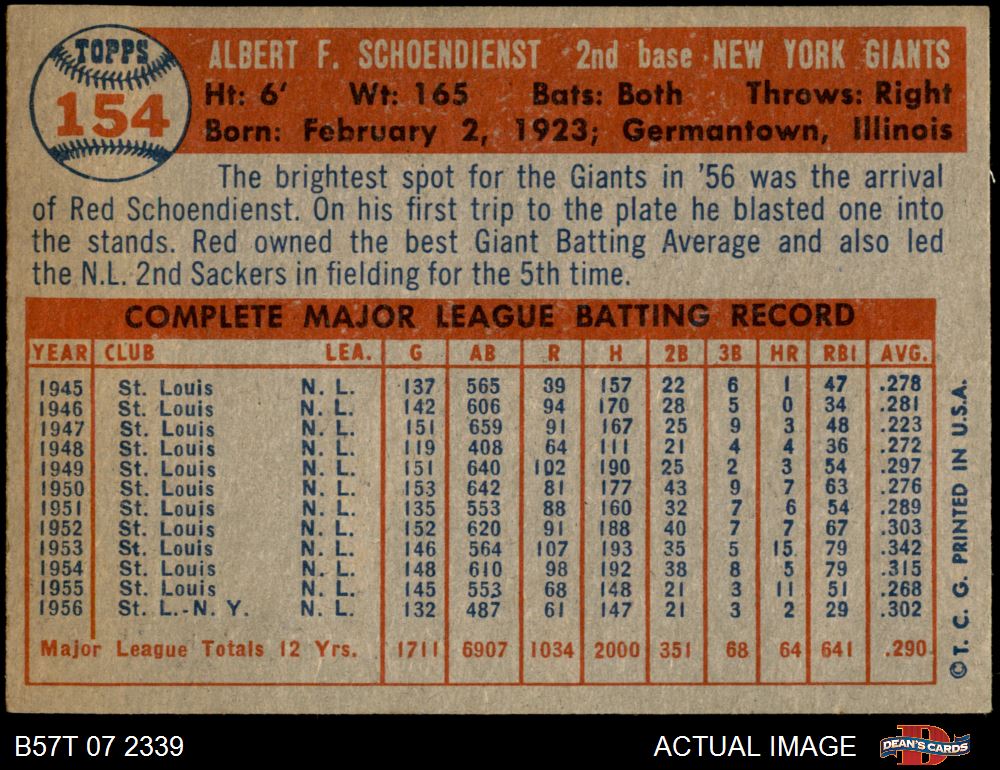 TOPPS
154
ALBERT F. SCHOENDIENST 2nd base NEW YORK GIANTS
Ht: 6' Wt: 165 Bats: Both Throws: Right
Born: February 2, 1923; Germantown, Illinois
The brightest spot for the Giants in '56 was the arrival
of Red Schoendienst. On his first trip to the plate he blasted one into
the stands. Red owned the best Giant Batting Average and also led
the N.L. 2nd Sackers in fielding for the 5th time.
COMPLETE MAJOR LEAGUE BATTING RECORD
YEAR CLUB LEA. G AB R H 2B 3B HR RBI AVG.
1945 St. Louis N. L. 137 565 39 157 22 6 1 47 .278
1946 St. Louis N. L. 142 606 94 170 28 5 0 34 .281
1947 St. Louis N. L. 151 659 91 167 25 9 3 48 .223
1948 St. Louis N. L. 119 408 64 111 21 4 4 36 .272
1949 St. Louis N. L. 151 640 102 190 25 2 3 54 .297
1950 St. Louis N. L. 153 642 81 177 43 9 7 63 .276
1951 St. Louis N. L. 135 553 88 160 32 7 6 54 .289
1952 St. Louis N. L. 152 620 91 188 40 7 7 67 .303
1953 St. Louis N. L. 146 564 107 193 35 5 15 79 .342
1954 St. Louis N. L. 148 610 98 192 38 8 5 79 .315
1955 St. Louis N. L. 145 553 68 148 21 3 11 51 .268
1956 St. L.-N. Y. N. L. 132 487 61 147 21 3 2 29 .302
Major League Totals 12 Yrs. 1711 6907 1034 2000 351 68 64 641 .290
© T. C. G. PRINTED IN U.S.A.
B57T 07 2339 ACTUAL IMAGE
D
DEAN'S CARDS